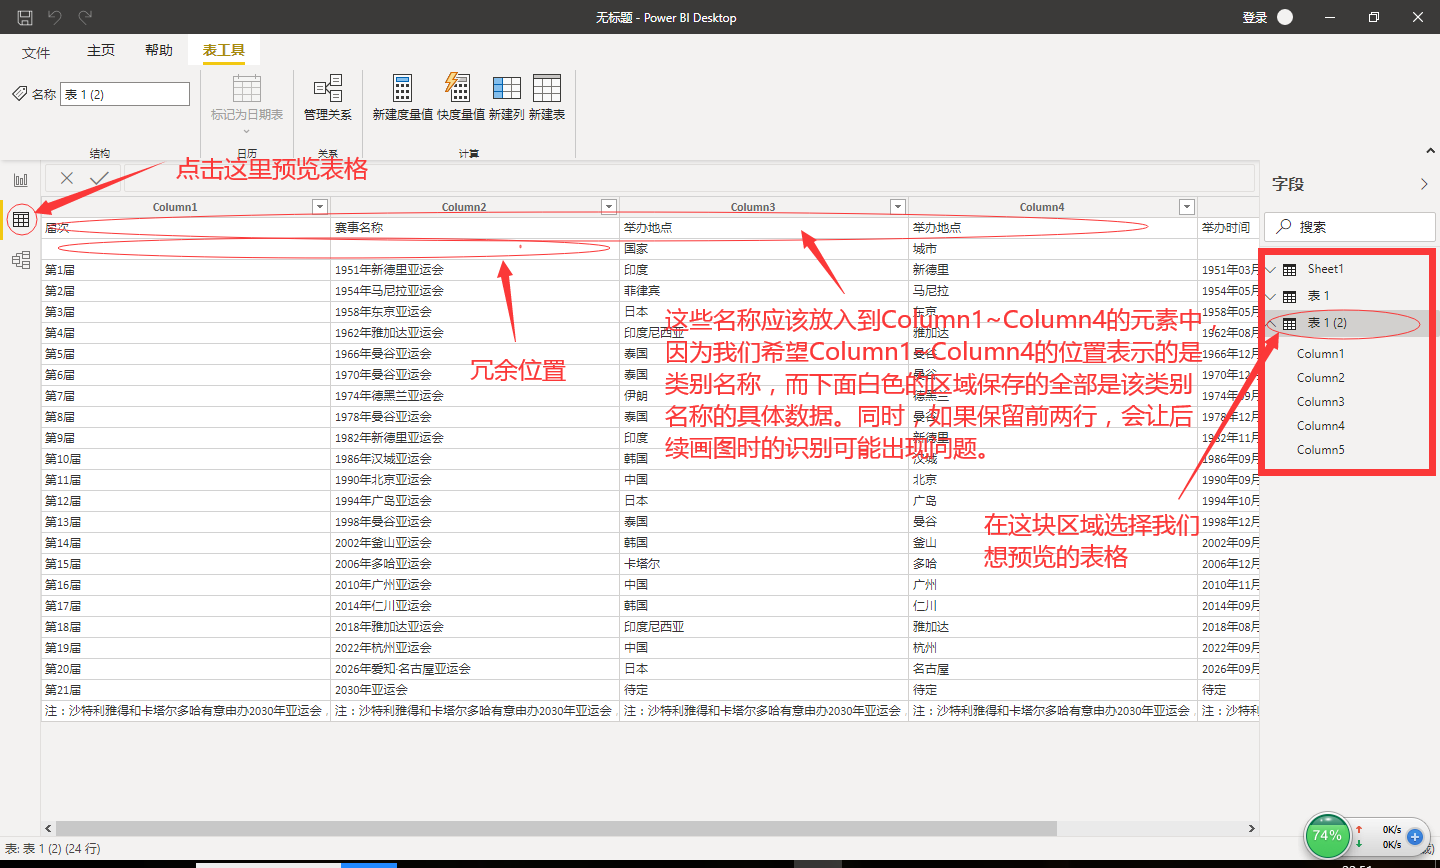 无标题 - Power BI Desktop
登录
文件
主页
帮助
表工具
名称
表 1 (2)
标记为日期表
管理关系
新建度量值
快度量值
新建列
新建表
结构
日历
关系
计算
点击这里预览表格
字段
搜索
Column1
Column2
Column3
Column4
届次
赛事名称
举办地点
举办地点
举办时间
国家
城市
第1届
1951年新德里亚运会
印度
新德里
1951年03月
第2届
1954年马尼拉亚运会
菲律宾
马尼拉
1954年05月
第3届
1958年东京亚运会
日本
东京
1958年05月
第4届
1962年雅加达亚运会
印度尼西亚
雅加达
1962年08月
第5届
1966年曼谷亚运会
泰国
曼谷
1966年12月
第6届
1970年曼谷亚运会
泰国
曼谷
1970年12月
第7届
1974年德黑兰亚运会
伊朗
德黑兰
1974年09月
第8届
1978年曼谷亚运会
泰国
曼谷
1978年12月
第9届
1982年新德里亚运会
印度
新德里
1982年11月
第10届
1986年汉城亚运会
韩国
汉城
1986年09月
第11届
1990年北京亚运会
中国
北京
1990年09月
第12届
1994年广岛亚运会
日本
广岛
1994年10月
第13届
1998年曼谷亚运会
泰国
曼谷
1998年12月
第14届
2002年釜山亚运会
韩国
釜山
2002年09月
第15届
2006年多哈亚运会
卡塔尔
多哈
2006年12月
第16届
2010年广州亚运会
中国
广州
2010年11月
第17届
2014年仁川亚运会
韩国
仁川
2014年09月
第18届
2018年雅加达亚运会
印度尼西亚
雅加达
2018年08月
第19届
2022年杭州亚运会
中国
杭州
2022年09月
第20届
2026年爱知·名古屋亚运会
日本
名古屋
2026年09月
第21届
2030年亚运会
待定
待定
待定
注：沙特利雅得和卡塔尔多哈有意申办2030年亚运会
注：沙特利雅得和卡塔尔多哈有意申办2030年亚运会
注：沙特利雅得和卡塔尔多哈有意申办2030年亚运会
注：沙特利雅得和卡塔尔多哈有意申办2030年亚运会
注：沙特利
冗余位置
这些名称应该放入到Column1~Column4的元素中，
因为我们希望Column1~Column4的位置表示的是
类别名称，而下面白色的区域保存的全部是该类别
名称的具体数据。同时，如果保留前两行，会让后
续画图时的识别可能出现问题。
在这块区域选择我们
想预览的表格
Sheet1
表 1
表 1 (2)
Column1
Column2
Column3
Column4
Column5
表: 表 1 (2) (24 行)
74%
0K/s
0K/s